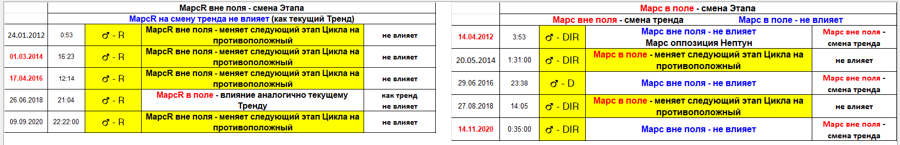 МарсR вне поля - смена Этапа
МарсR на смену тренда не влияет (как текущий Тренд)
24.01.2012 0:53 ♂ - R МарсR вне поля - меняет следующий этап Цикла на противоположный не влияет
01.03.2014 16:23 ♂ - R МарсR вне поля - меняет следующий этап Цикла на противоположный не влияет
17.04.2016 12:14 ♂ - R МарсR вне поля - меняет следующий этап Цикла на противоположный не влияет
26.06.2018 21:04 ♂ - R МарсR в поле - влияние аналогично текущему Тренду как тренд не влияет
09.09.2020 22:22:00 ♂ - R МарсR вне поля - меняет следующий этап Цикла на противоположный не влияет
Марс в поле - смена Этапа
Марс вне поля - смена тренда Марс в поле - не влияет
14.04.2012 3:53 ♂ - DIR Марс вне поля - не влияет Марс оппозиция Нептун Марс вне поля - смена тренда
20.05.2014 1:31:00 ♂ - DIR Марс в поле - меняет следующий этап Цикла на противоположный не влияет
29.06.2016 23:38 ♂ - D Марс вне поля - не влияет Марс вне поля - смена тренда
27.08.2018 14:05 ♂ - DIR Марс в поле - меняет следующий этап Цикла на противоположный не влияет
14.11.2020 0:35:00 ♂ - DIR Марс вне поля - не влияет Марс вне поля - смена тренда